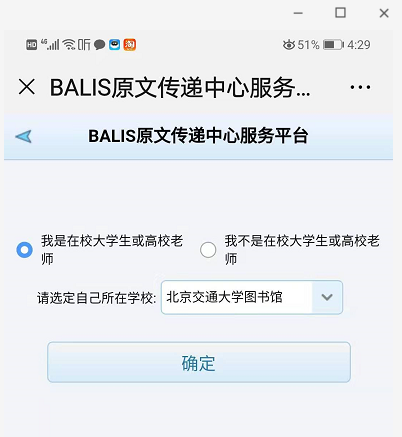 HD 46 听 淘 51% 4:29
BALIS原文传递中心服务...
BALIS原文传递中心服务平台
我是在校大学生或高校老师
我不是在校大学生或高校老师
请选定自己所在学校: 北京交通大学图书馆
确定